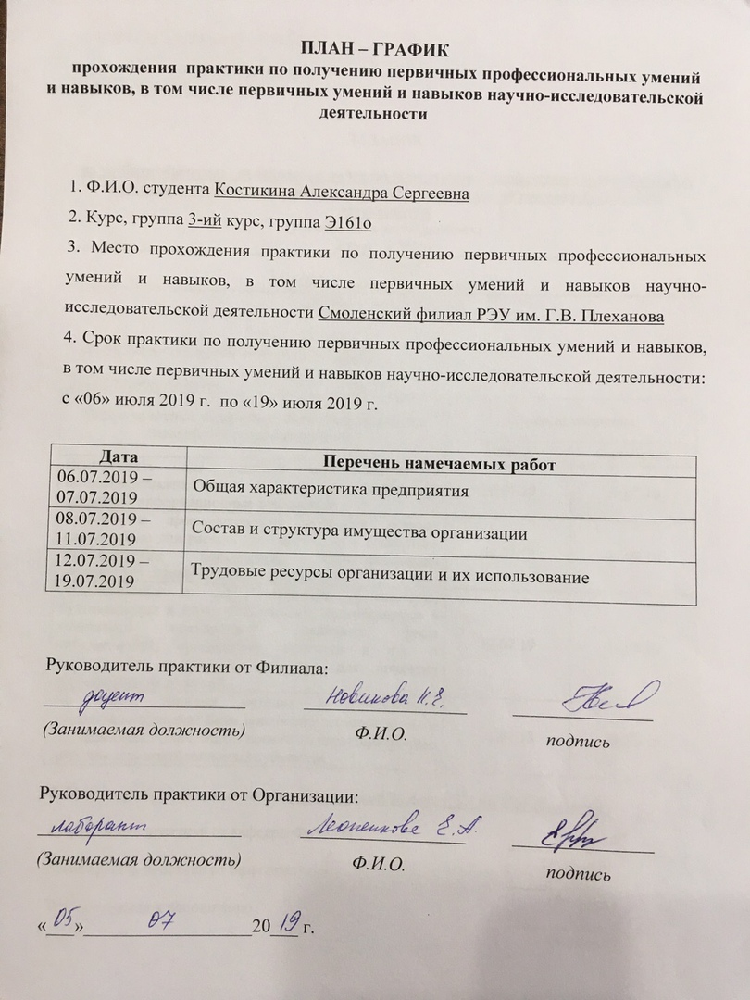 ПЛАН – ГРАФИК
прохождения практики по получению первичных профессиональных умений
и навыков, в том числе первичных умений и навыков научно-исследовательской
деятельности
1. Ф.И.О. студента Костикина Александра Сергеевна
2. Курс, группа 3-ий курс, группа Э161о
3. Место прохождения практики по получению первичных профессиональных
умений и навыков, в том числе первичных умений и навыков научно-
исследовательской деятельности Смоленский филиал РЭУ им. Г.В. Плеханова
4. Срок практики по получению первичных профессиональных умений и навыков,
в том числе первичных умений и навыков научно-исследовательской деятельности:
с «06» июля 2019 г. по «19» июля 2019 г.
Дата Перечень намечаемых работ
06.07.2019 –
07.07.2019
Общая характеристика предприятия
08.07.2019 –
11.07.2019
Состав и структура имущества организации
12.07.2019 –
19.07.2019
Трудовые ресурсы организации и их использование
Руководитель практики от Филиала:
доцент Новикова Н.Е.
(Занимаемая должность) Ф.И.О. подпись
Руководитель практики от Организации:
лаборант Леоненкова Е.А.
(Занимаемая должность) Ф.И.О. подпись
«05» 07 2019 г.